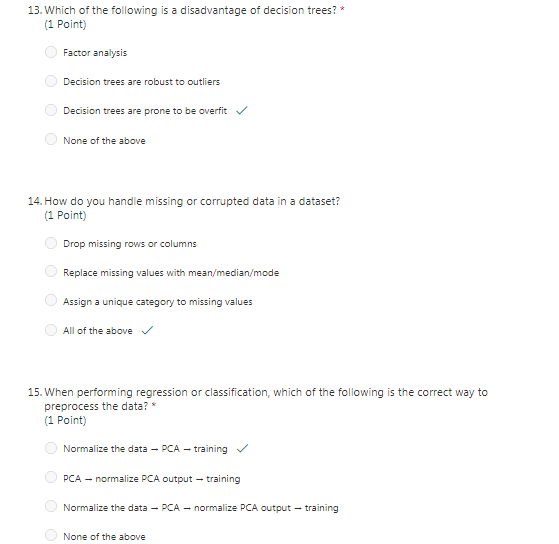 13. Which of the following is a disadvantage of decision trees? *
(1 Point)
Factor analysis
Decision trees are robust to outliers
Decision trees are prone to be overfit ✓
None of the above
14. How do you handle missing or corrupted data in a dataset?
(1 Point)
Drop missing rows or columns
Replace missing values with mean/median/mode
Assign a unique category to missing values
All of the above ✓
15. When performing regression or classification, which of the following is the correct way to
preprocess the data? *
(1 Point)
Normalize the data → PCA → training ✓
PCA → normalize PCA output → training
Normalize the data → PCA → normalize PCA output → training
None of the above